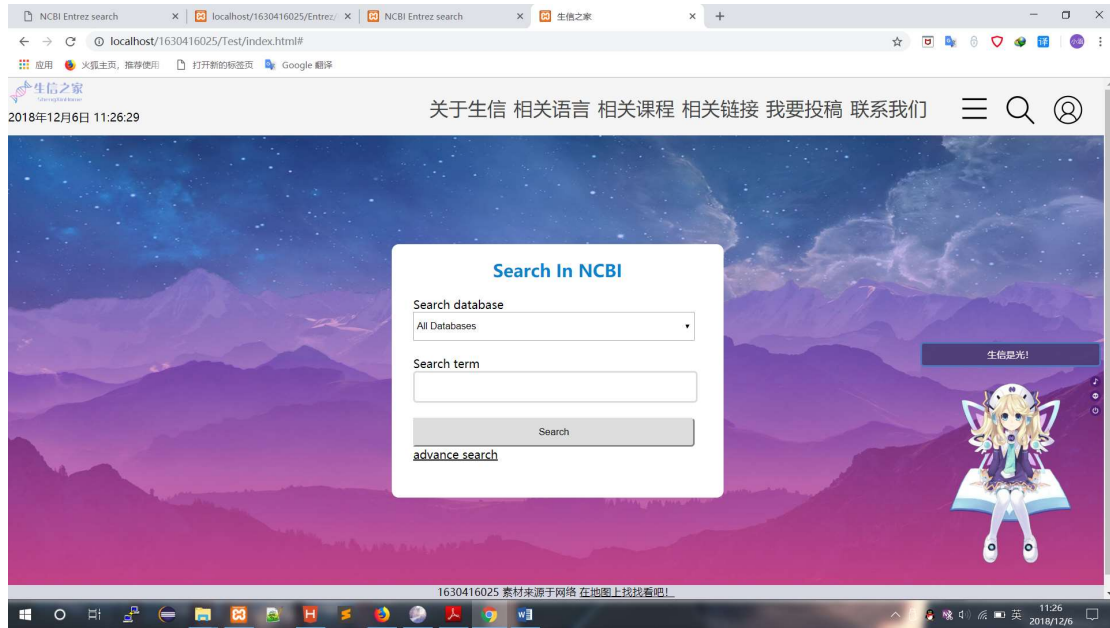 NCBI Entrez search
localhost/1630416025/Entrez/
NCBI Entrez search
生信之家
localhost/1630416025/Test/index.html#
应用 火狐主页，推荐使用 打开新的标签页 Google 翻译
译
小迪
生信之家
2018年12月6日 11:26:29
关于生信 相关语言 相关课程 相关链接 我要投稿 联系我们
Search In NCBI
Search database
All Databases
Search term
Search
advance search
生信是光!
1630416025 素材来源于网络 在地图上找找看吧!
英
11:26
2018/12/6